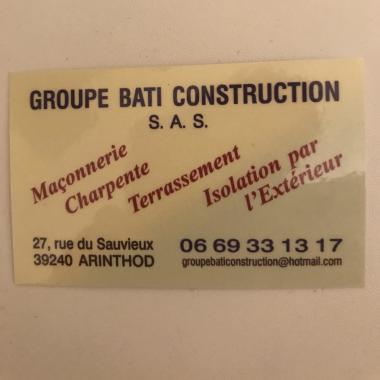 GROUPE BATI CONSTRUCTION
S. A. S.
Maçonnerie
Charpente
Terrassement
Isolation par
l'Extérieur
27, rue du Sauvieux
39240 ARINTHOD
06 69 33 13 17
groupebaticonstruction@hotmail.com